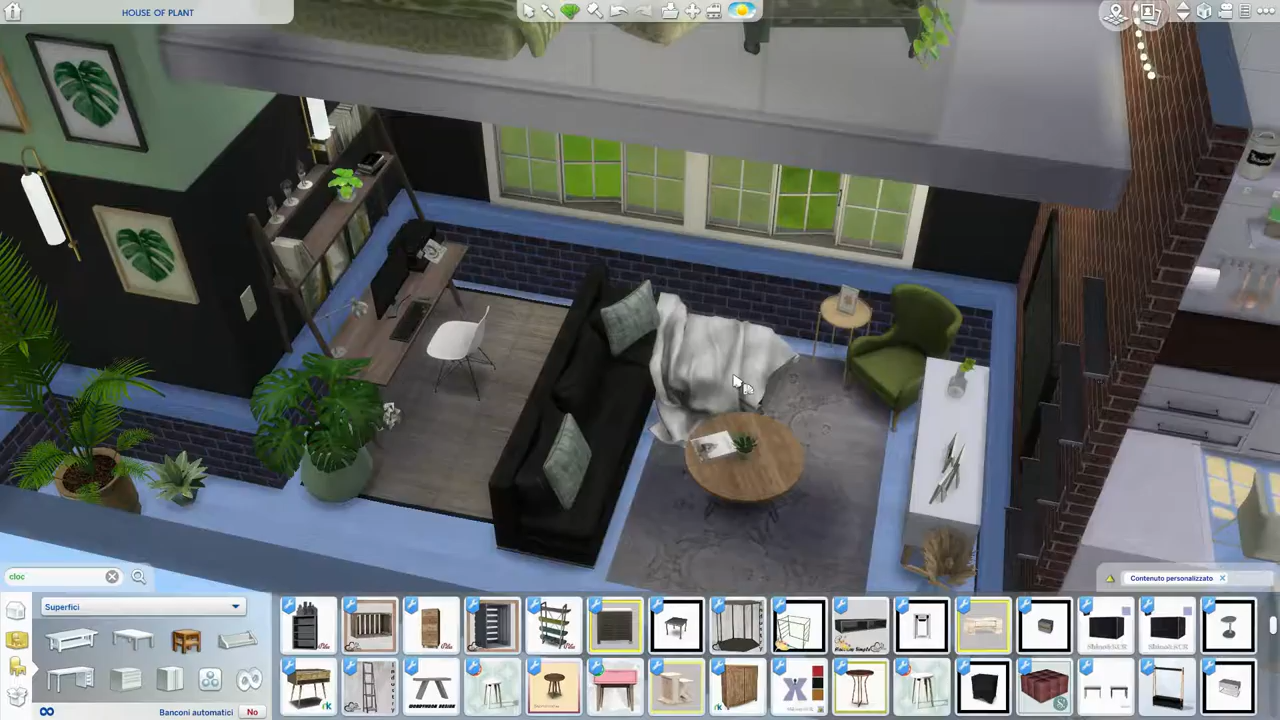 HOUSE OF PLANT
cloc
Contenuto personalizzato
Superfici
Banconi automatici
No